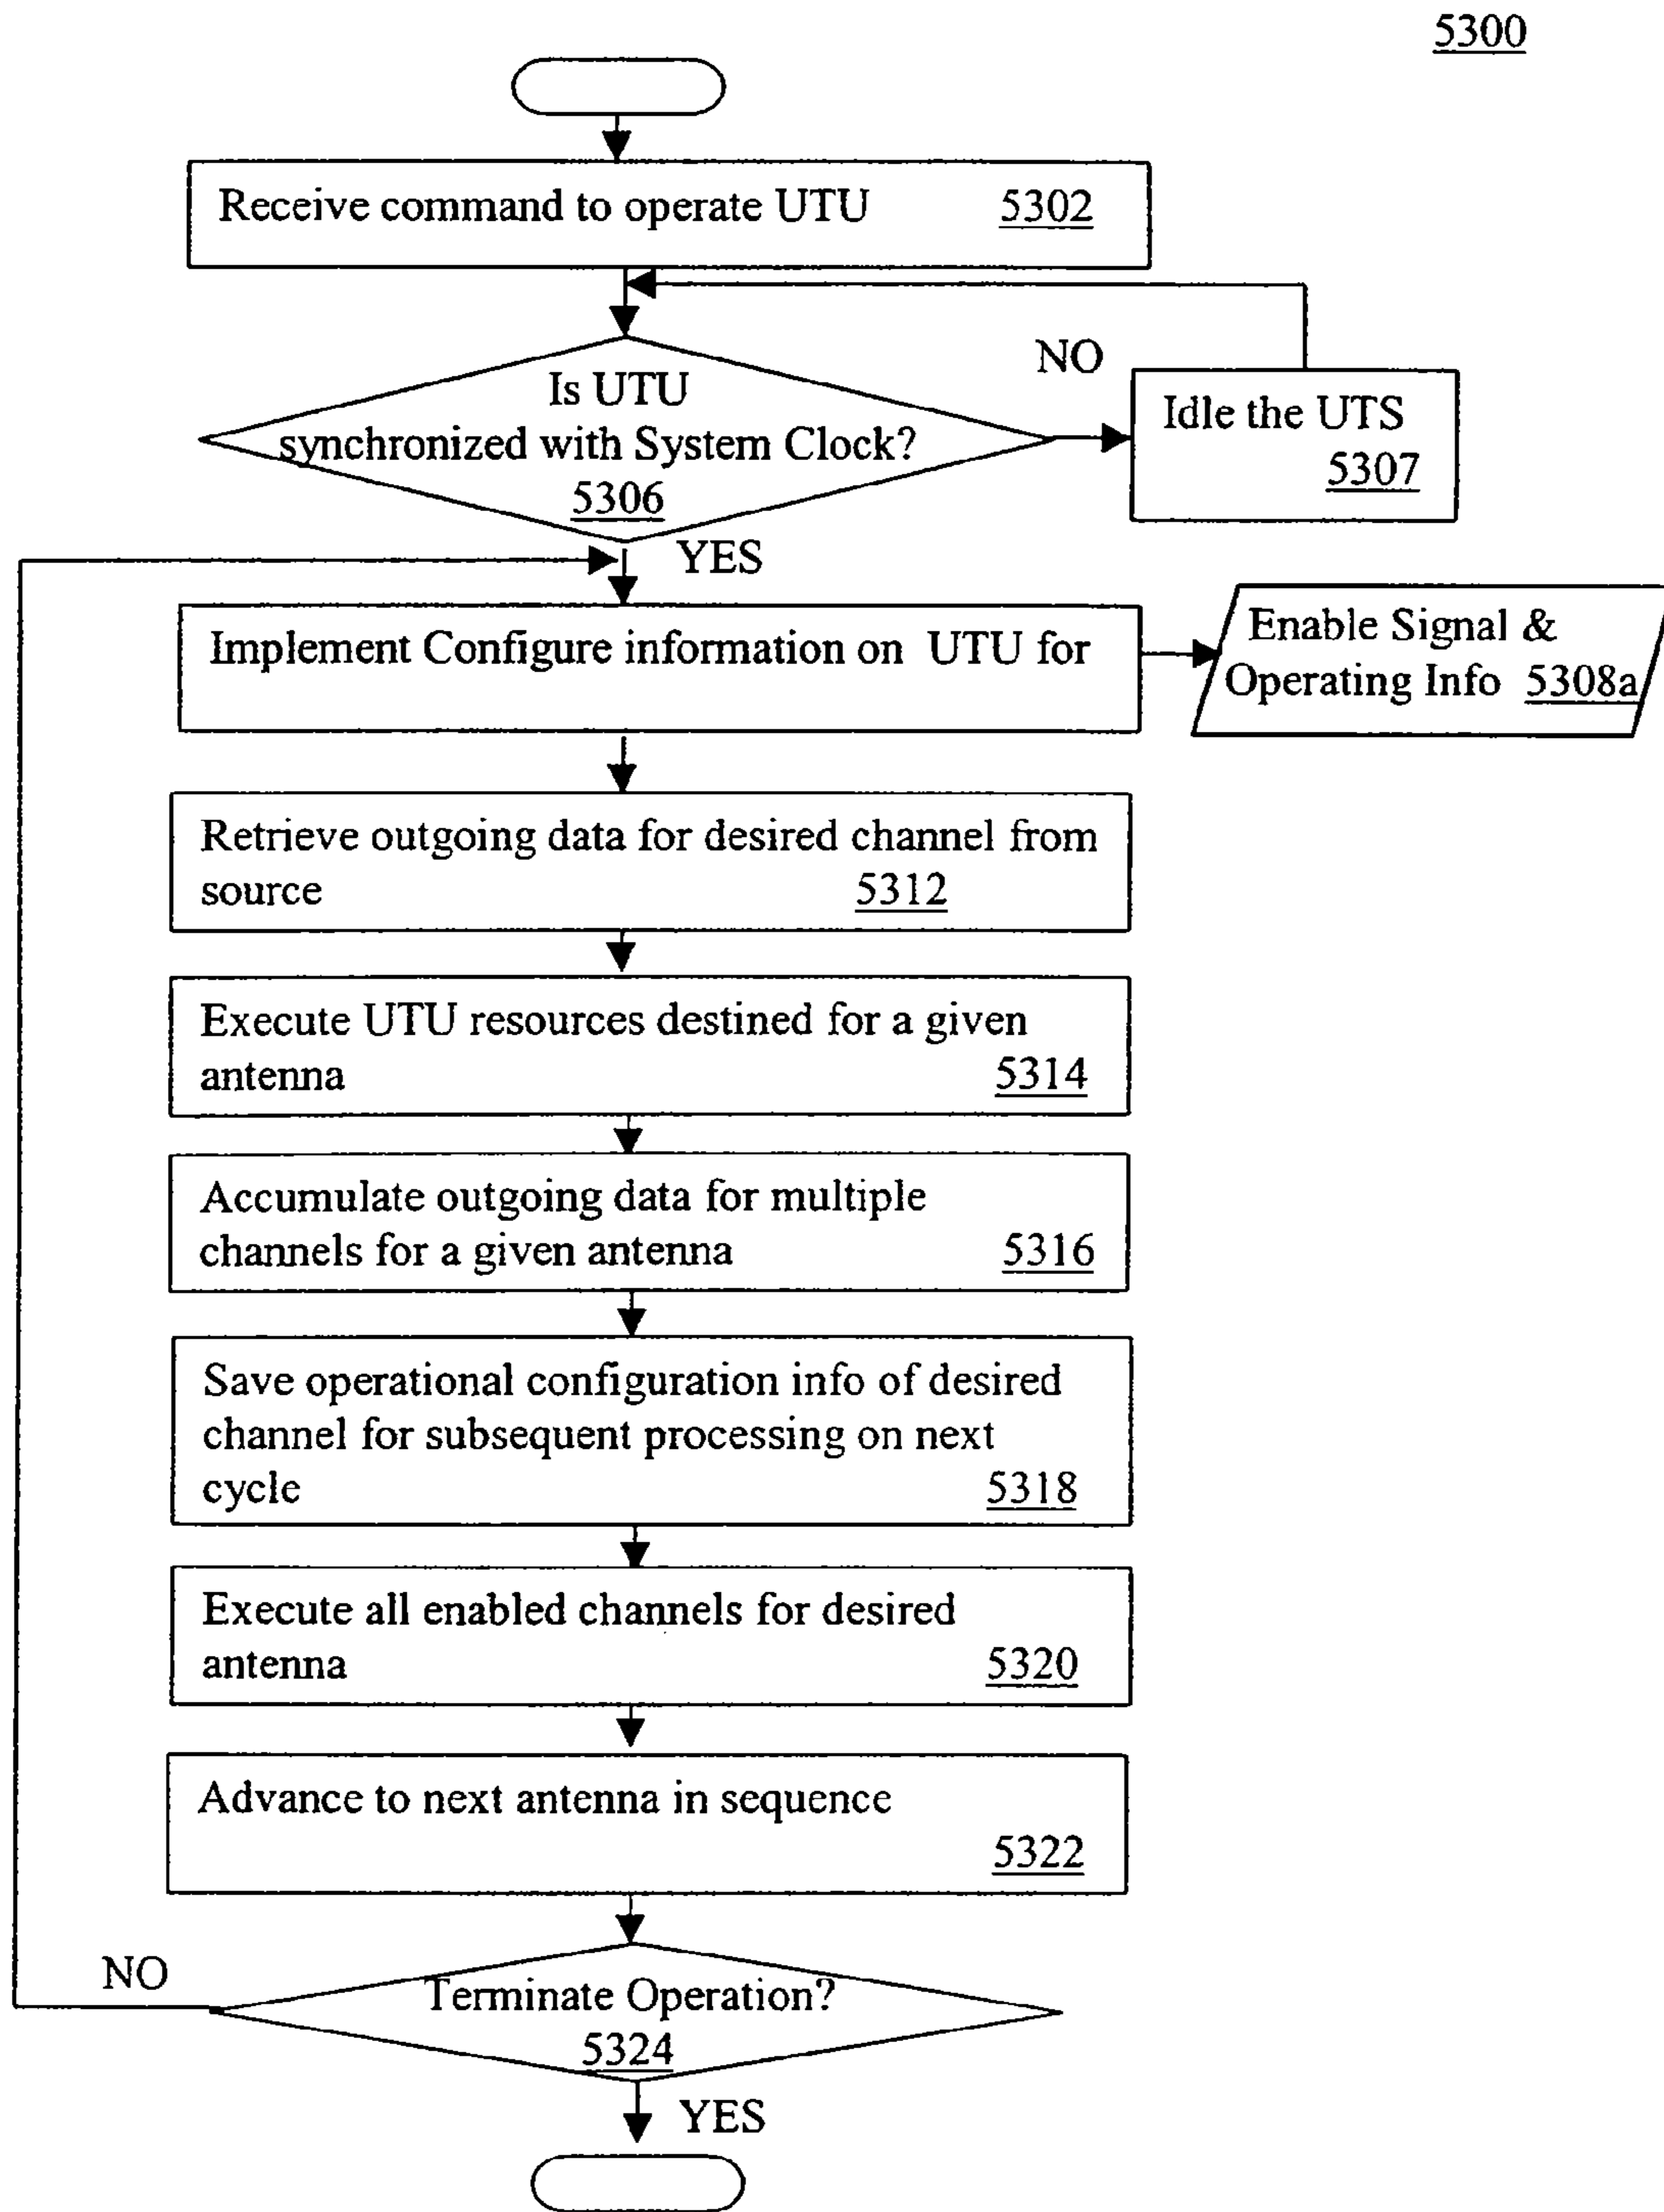 5300
Receive command to operate UTU 5302
NO
Is UTU
synchronized with System Clock?
5306
Idle the UTS
5307
YES
Implement Configure information on UTU for
Enable Signal &
Operating Info 5308a
Retrieve outgoing data for desired channel from
source 5312
Execute UTU resources destined for a given
antenna 5314
Accumulate outgoing data for multiple
channels for a given antenna 5316
Save operational configuration info of desired
channel for subsequent processing on next
cycle 5318
Execute all enabled channels for desired
antenna 5320
Advance to next antenna in sequence
5322
NO
Terminate Operation?
5324
YES